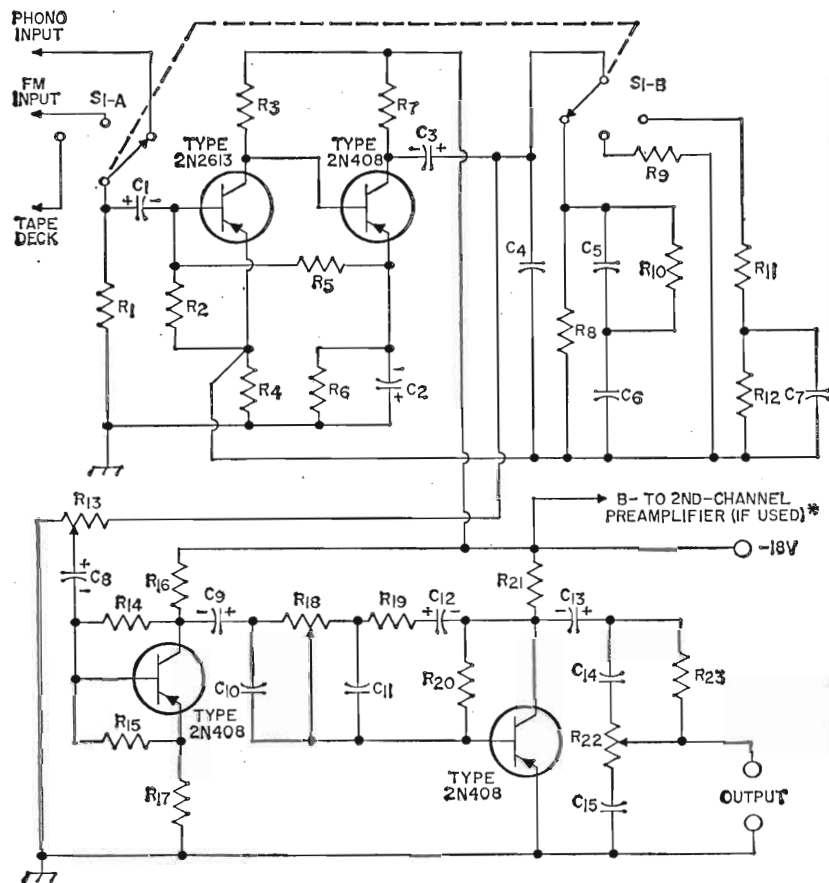 PHONO
INPUT
FM
INPUT
S1-A
S1-B
TAPE
DECK
C1
+ -
R1
R2
R3
TYPE
2N2613
R4
R5
R6
R7
TYPE
2N408
C3
- +
-
C2
+
C4
R8
C5
R10
C6
R9
R11
R12
C7
R13
+
C8
-
R14
R15
R16
C9
- +
TYPE
2N408
R17
C10
R18
C11
R19
C12
+ -
R20
R21
B- TO 2ND-CHANNEL
PREAMPLIFIER (IF USED)*
-18V
C13
- +
TYPE
2N408
C14
R22
C15
R23
OUTPUT